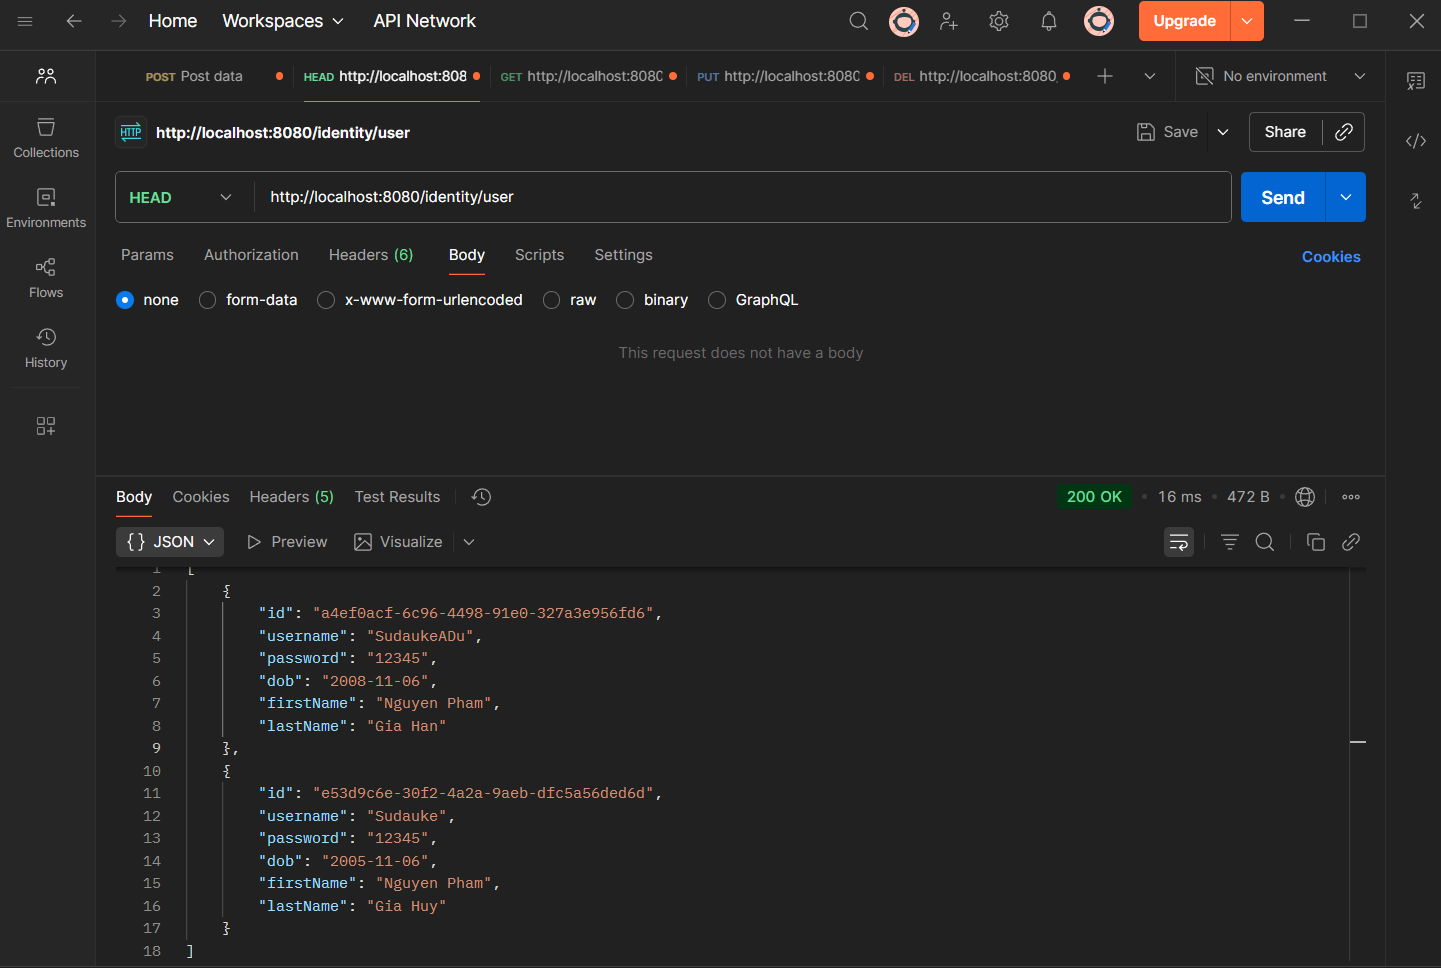 Home Workspaces API Network Upgrade
POST Post data HEAD http://localhost:808 GET http://localhost:8080 PUT http://localhost:8080 DEL http://localhost:8080 No environment
HTTP http://localhost:8080/identity/user Save Share
Collections
HEAD http://localhost:8080/identity/user Send
Environments
Params Authorization Headers (6) Body Scripts Settings Cookies
none form-data x-www-form-urlencoded raw binary GraphQL
Flows
This request does not have a body
History
Body Cookies Headers (5) Test Results 200 OK 16 ms 472 B
{} JSON Preview Visualize
1 [
2 {
3 "id": "a4ef0acf-6c96-4498-91e0-327a3e956fd6",
4 "username": "SudaukeADu",
5 "password": "12345",
6 "dob": "2008-11-06",
7 "firstName": "Nguyen Pham",
8 "lastName": "Gia Han"
9 },
10 {
11 "id": "e53d9c6e-30f2-4a2a-9aeb-dfc5a56ded6d",
12 "username": "Sudauke",
13 "password": "12345",
14 "dob": "2005-11-06",
15 "firstName": "Nguyen Pham",
16 "lastName": "Gia Huy"
17 }
18 ]